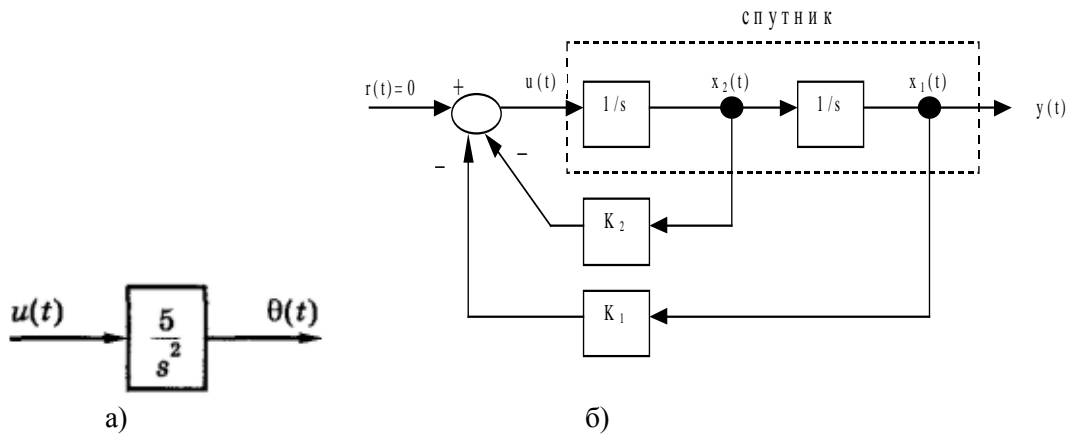 спутник
r(t)=0
+
u(t)
1/s
x₂(t)
1/s
x₁(t)
y(t)
−
−
K₂
K₁
u(t)
5
s²
θ(t)
а)
б)